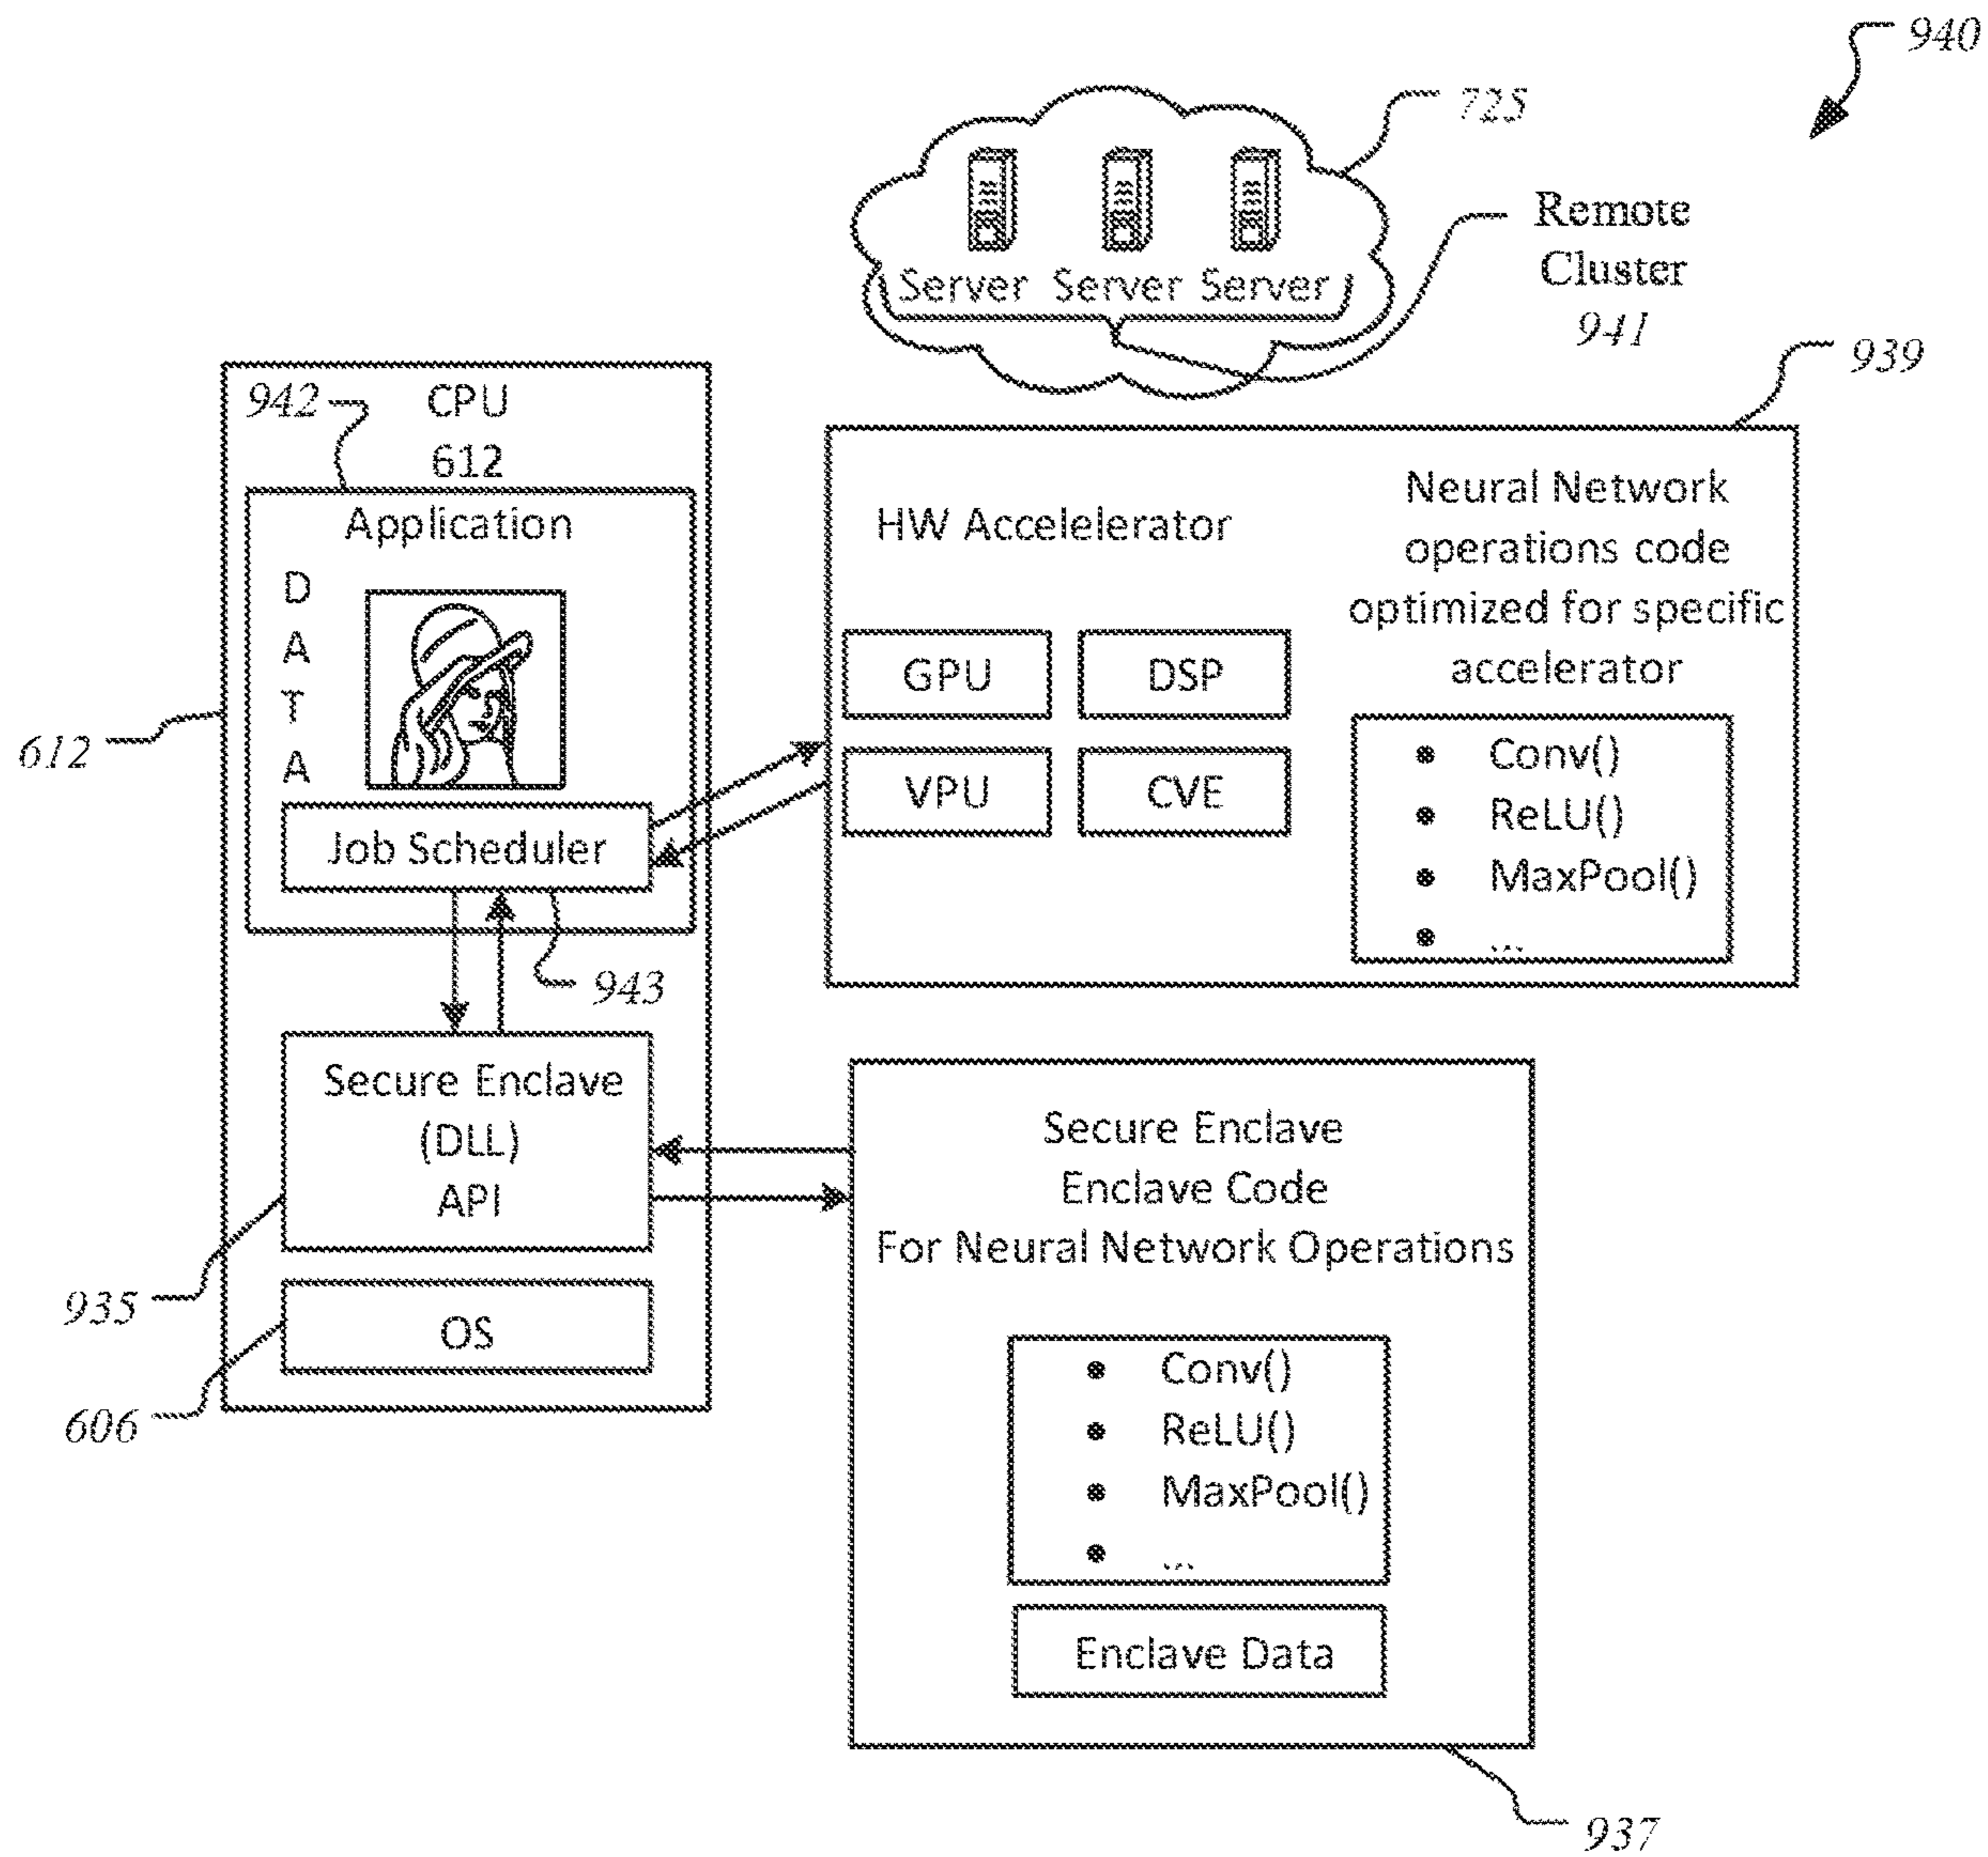 940
725
Server Server Server
Remote
Cluster
941
939
CPU
612
942
Application
D
A
T
A
Job Scheduler
943
612
Secure Enclave
(DLL)
API
935
OS
606
HW Accelelerator
GPU
DSP
VPU
CVE
Neural Network
operations code
optimized for specific
accelerator
• Conv()
• ReLU()
• MaxPool()
• ...
Secure Enclave
Enclave Code
For Neural Network Operations
• Conv()
• ReLU()
• MaxPool()
• ...
Enclave Data
937